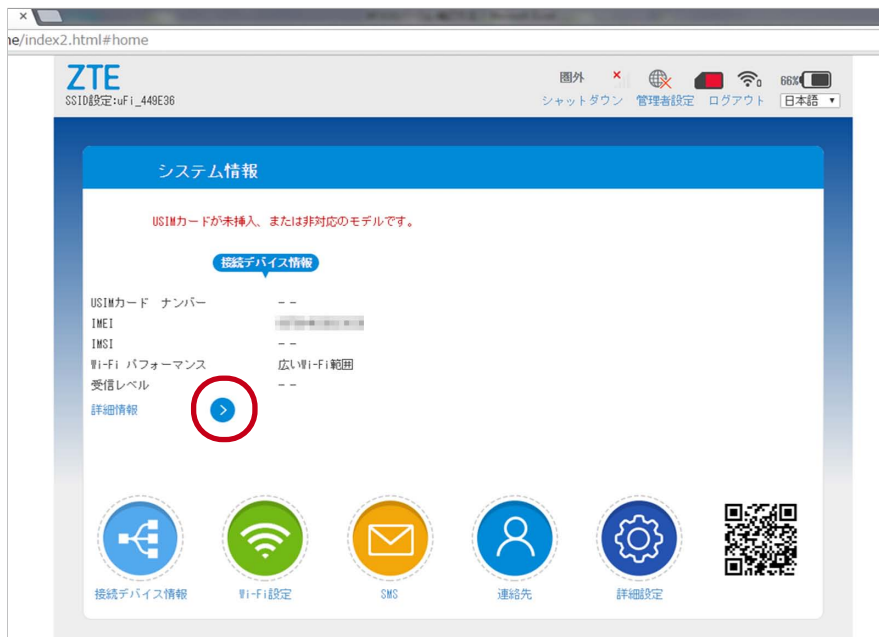 ne/index2.html#home
ZTE
SSID設定:uFi_449E36
圏外
66%
シャットダウン 管理者設定 ログアウト 日本語
システム情報
USIMカードが未挿入、または非対応のモデルです。
接続デバイス情報
USIMカード ナンバー --
IMEI
IMSI --
Wi-Fi パフォーマンス 広いWi-Fi範囲
受信レベル --
詳細情報
接続デバイス情報 Wi-Fi設定 SMS 連絡先 詳細設定